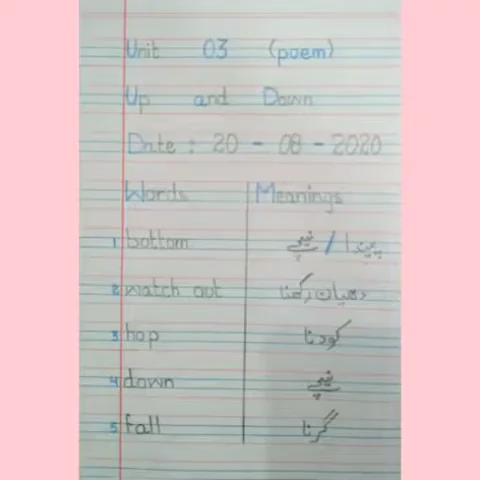 Unit 03 (poem)
Up and Down
Date : 20 - 08 - 2020
Words Meanings
1 bottom پیندا / نیچے
2 watch out دھیان رکھنا
3 hop کودنا
4 down نیچے
5 fall گرنا